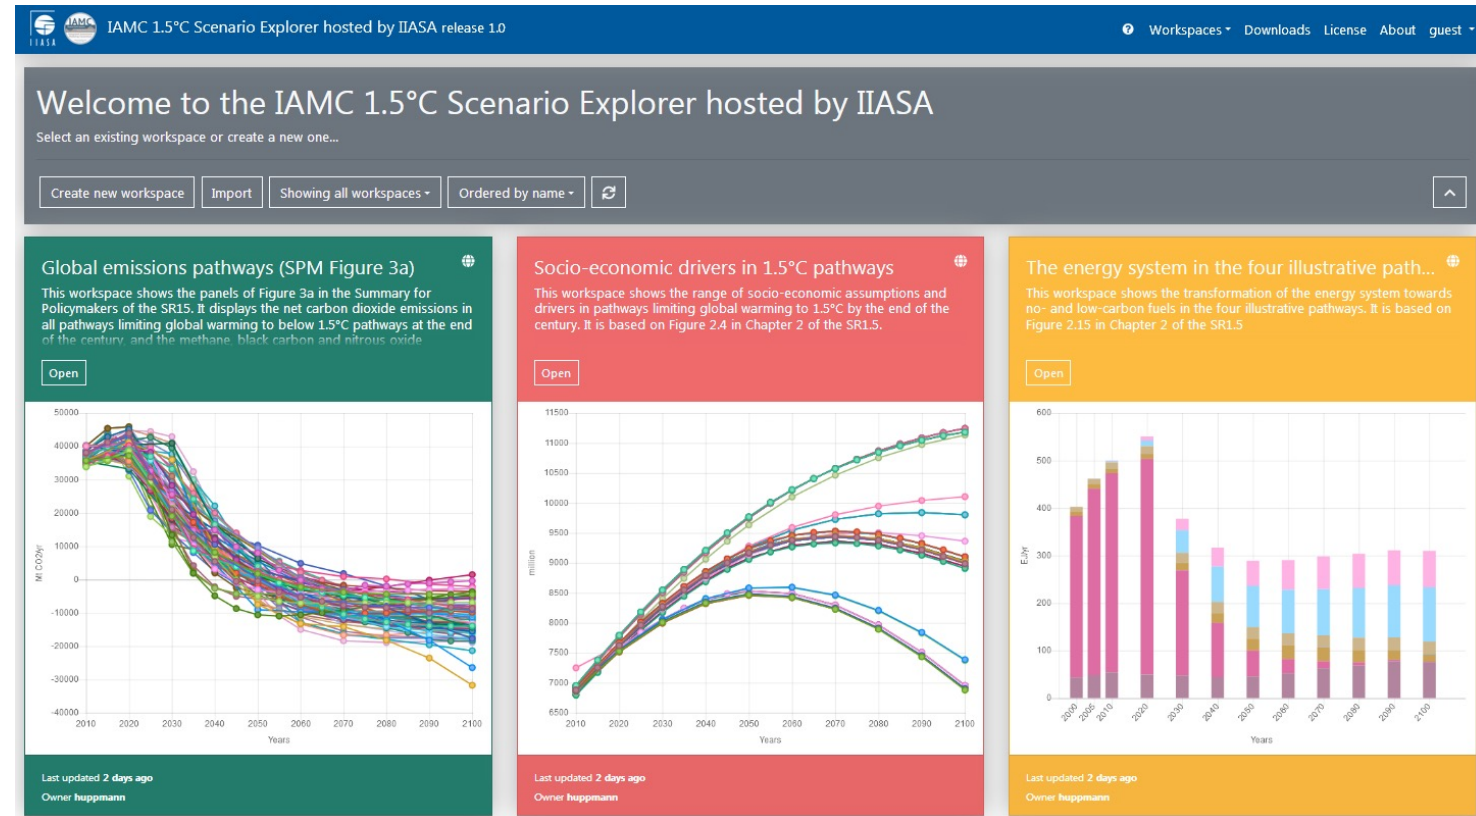 IIASA
IAMC
IAMC 1.5°C Scenario Explorer hosted by IIASA release 1.0
Workspaces
Downloads
License
About
guest
Welcome to the IAMC 1.5°C Scenario Explorer hosted by IIASA
Select an existing workspace or create a new one...
Create new workspace
Import
Showing all workspaces
Ordered by name
Global emissions pathways (SPM Figure 3a)
This workspace shows the panels of Figure 3a in the Summary for
Policymakers of the SR15. It displays the net carbon dioxide emissions in
all pathways limiting global warming to below 1.5°C pathways at the end
of the century, and the methane, black carbon and nitrous oxide
Open
50000
40000
30000
20000
10000
0
-10000
-20000
-30000
-40000
Mt CO2/yr
2010 2020 2030 2040 2050 2060 2070 2080 2090 2100
Years
Last updated 2 days ago
Owner huppmann
Socio-economic drivers in 1.5°C pathways
This workspace shows the range of socio-economic assumptions and
drivers in pathways limiting global warming to 1.5°C by the end of the
century. It is based on Figure 2.4 in Chapter 2 of the SR1.5.
Open
11500
11000
10500
10000
9500
9000
8500
8000
7500
7000
6500
million
2010 2020 2030 2040 2050 2060 2070 2080 2090 2100
Years
Last updated 2 days ago
Owner huppmann
The energy system in the four illustrative path...
This workspace shows the transformation of the energy system towards
no- and low-carbon fuels in the four illustrative pathways. It is based on
Figure 2.15 in Chapter 2 of the SR1.5
Open
600
500
400
300
200
100
0
EJ/yr
2000 2005 2010 2020 2030 2040 2050 2060 2070 2080 2090 2100
Years
Last updated 2 days ago
Owner huppmann